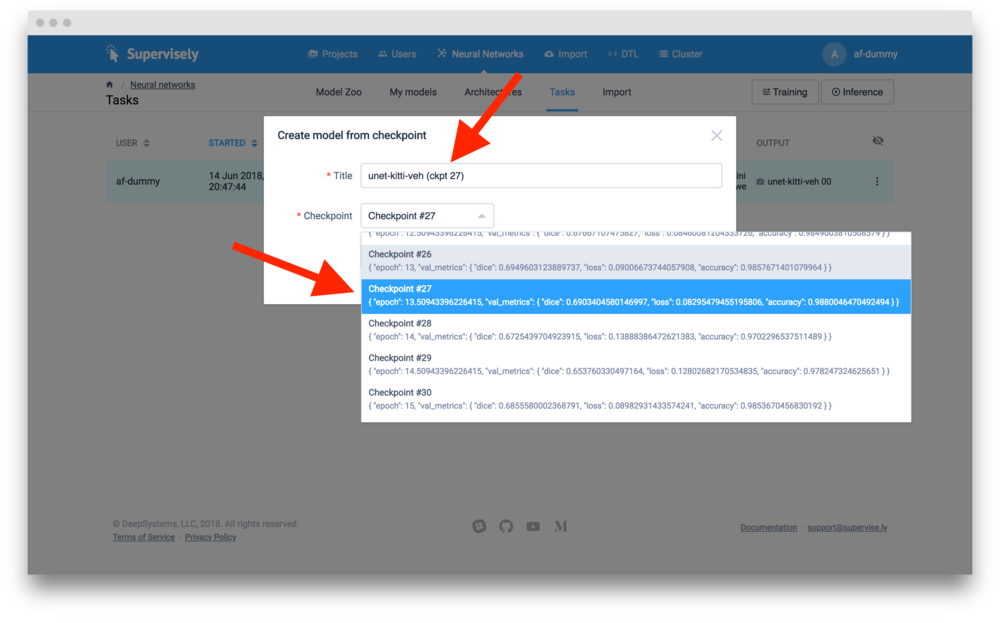 Supervisely
Projects Users Neural Networks Import DTL Cluster A af-dummy
/ Neural networks
Tasks
Model Zoo My models Architectures Tasks Import Training Inference
Create model from checkpoint
USER STARTED OUTPUT
* Title unet-kitti-veh (ckpt 27)
af-dummy 14 Jun 2018, unet-kitti-veh 00
20:47:44
* Checkpoint Checkpoint #27
Checkpoint #26
{ "epoch": 13, "val_metrics": { "dice": 0.6949603123889737, "loss": 0.09006673744057908, "accuracy": 0.9857671401079964 } }
Checkpoint #27
{ "epoch": 13.50943396226415, "val_metrics": { "dice": 0.6903404580146997, "loss": 0.08295479455195806, "accuracy": 0.9880046470492494 } }
Checkpoint #28
{ "epoch": 14, "val_metrics": { "dice": 0.6725439704923915, "loss": 0.13888386472621383, "accuracy": 0.9702296537511489 } }
Checkpoint #29
{ "epoch": 14.50943396226415, "val_metrics": { "dice": 0.653760330497164, "loss": 0.12802682170534835, "accuracy": 0.978247324625651 } }
Checkpoint #30
{ "epoch": 15, "val_metrics": { "dice": 0.6855580002368791, "loss": 0.08982931433574241, "accuracy": 0.9853670456830192 } }
© DeepSystems, LLC, 2018. All rights reserved.
Terms of Service · Privacy Policy
Documentation · support@supervise.ly